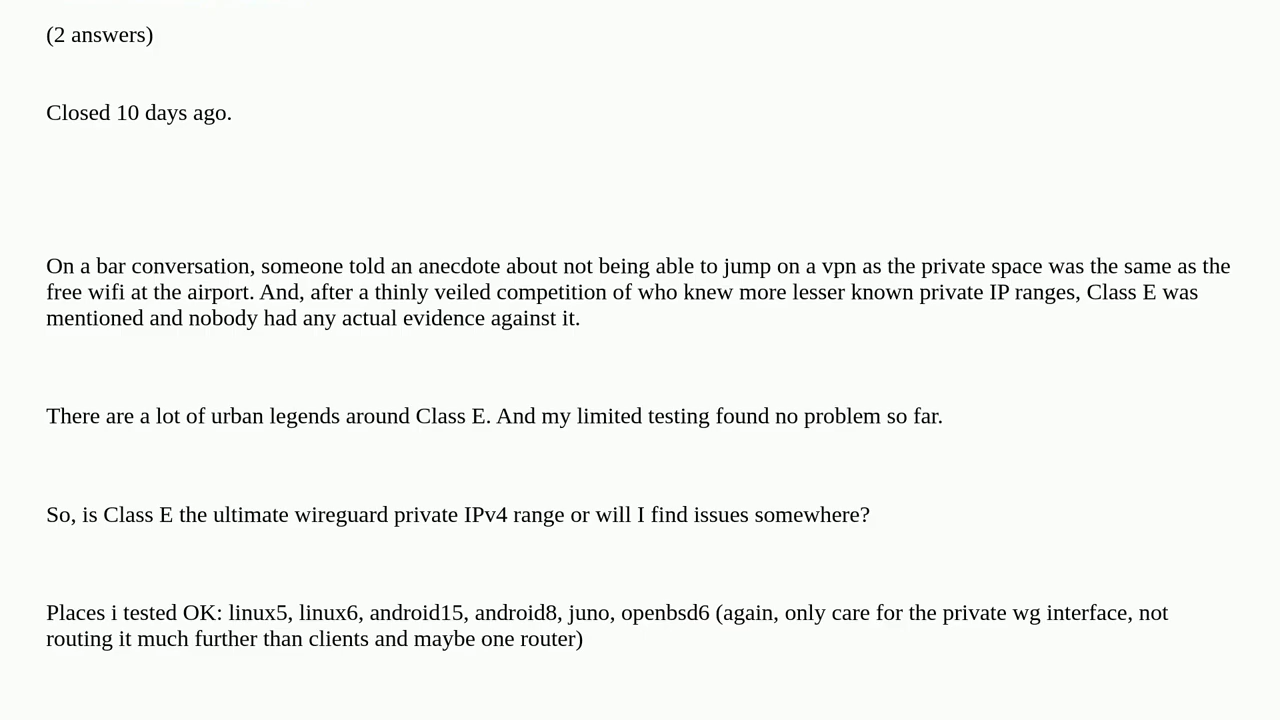 (2 answers)
Closed 10 days ago.
On a bar conversation, someone told an anecdote about not being able to jump on a vpn as the private space was the same as the
free wifi at the airport. And, after a thinly veiled competition of who knew more lesser known private IP ranges, Class E was
mentioned and nobody had any actual evidence against it.
There are a lot of urban legends around Class E. And my limited testing found no problem so far.
So, is Class E the ultimate wireguard private IPv4 range or will I find issues somewhere?
Places i tested OK: linux5, linux6, android15, android8, juno, openbsd6 (again, only care for the private wg interface, not
routing it much further than clients and maybe one router)